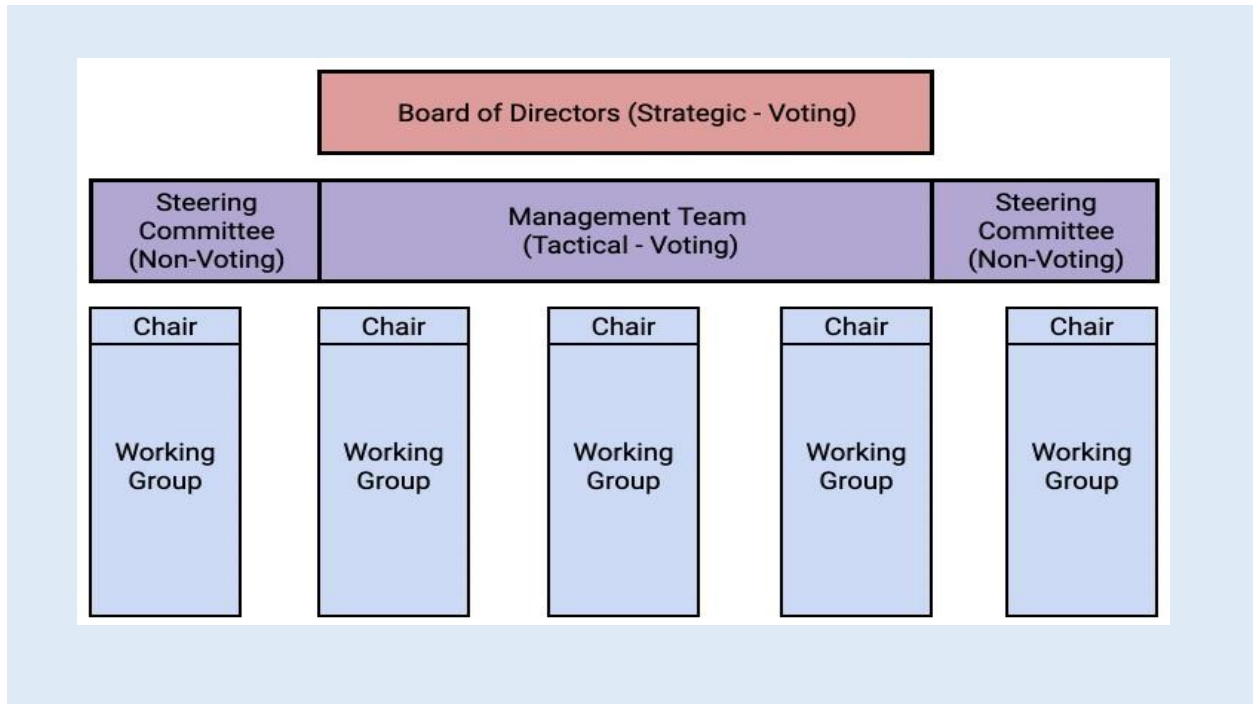 Board of Directors (Strategic - Voting)
Steering
Committee
(Non-Voting)
Management Team
(Tactical - Voting)
Steering
Committee
(Non-Voting)
Chair
Chair
Chair
Chair
Chair
Working
Group
Working
Group
Working
Group
Working
Group
Working
Group